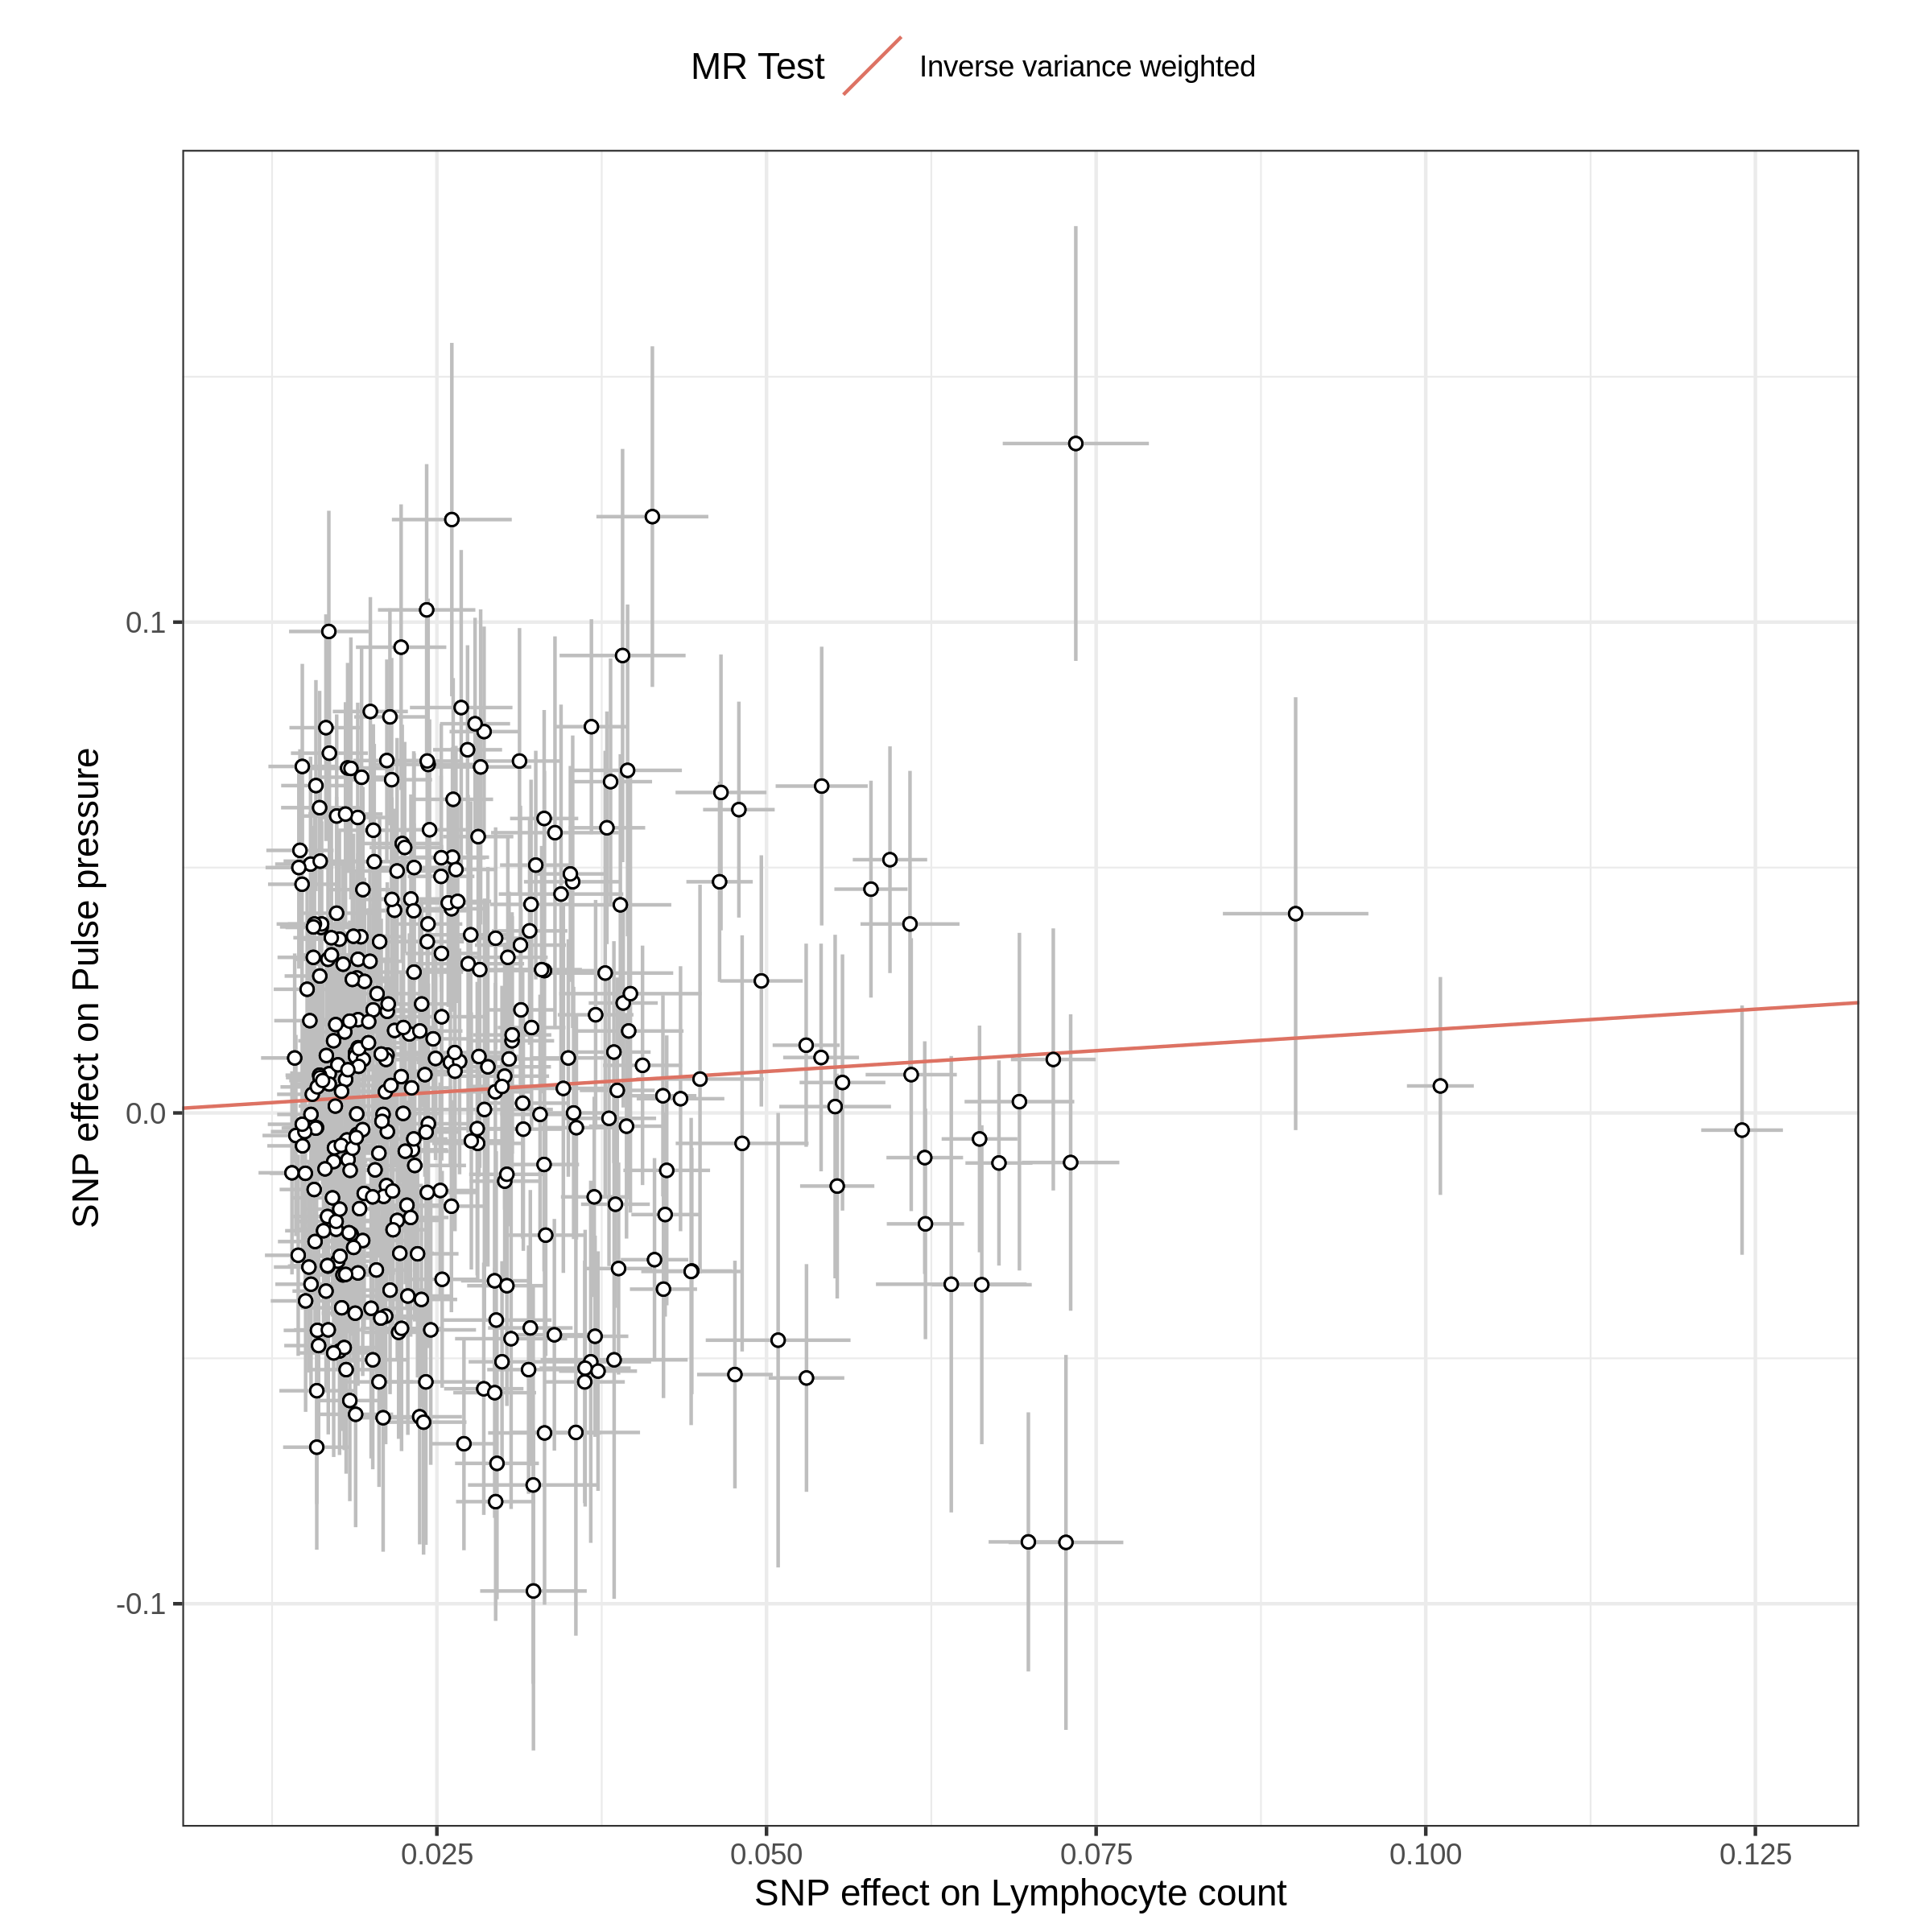 MR Test
Inverse variance weighted
SNP effect on Pulse pressure
0.1
0.0
-0.1
0.025
0.050
0.075
0.100
0.125
SNP effect on Lymphocyte count